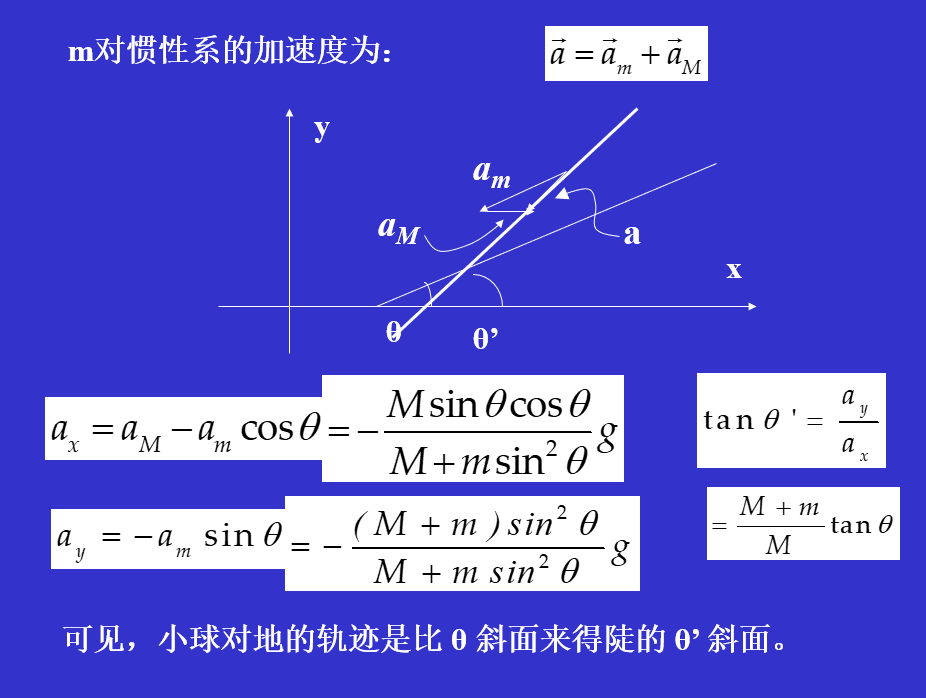 m对惯性系的加速度为：
$\vec{a} = \vec{a}_m + \vec{a}_M$
y
a_m
a_M
a
x
θ
θ’
$a_x = a_M - a_m \cos\theta = -\frac{M \sin\theta \cos\theta}{M + m \sin^2\theta} g$
$\tan\theta' = \frac{a_y}{a_x}$
$a_y = -a_m \sin\theta = -\frac{(M + m) \sin^2\theta}{M + m \sin^2\theta} g$
$= \frac{M + m}{M} \tan\theta$
可见，小球对地的轨迹是比 θ 斜面来得陡的 θ’ 斜面。